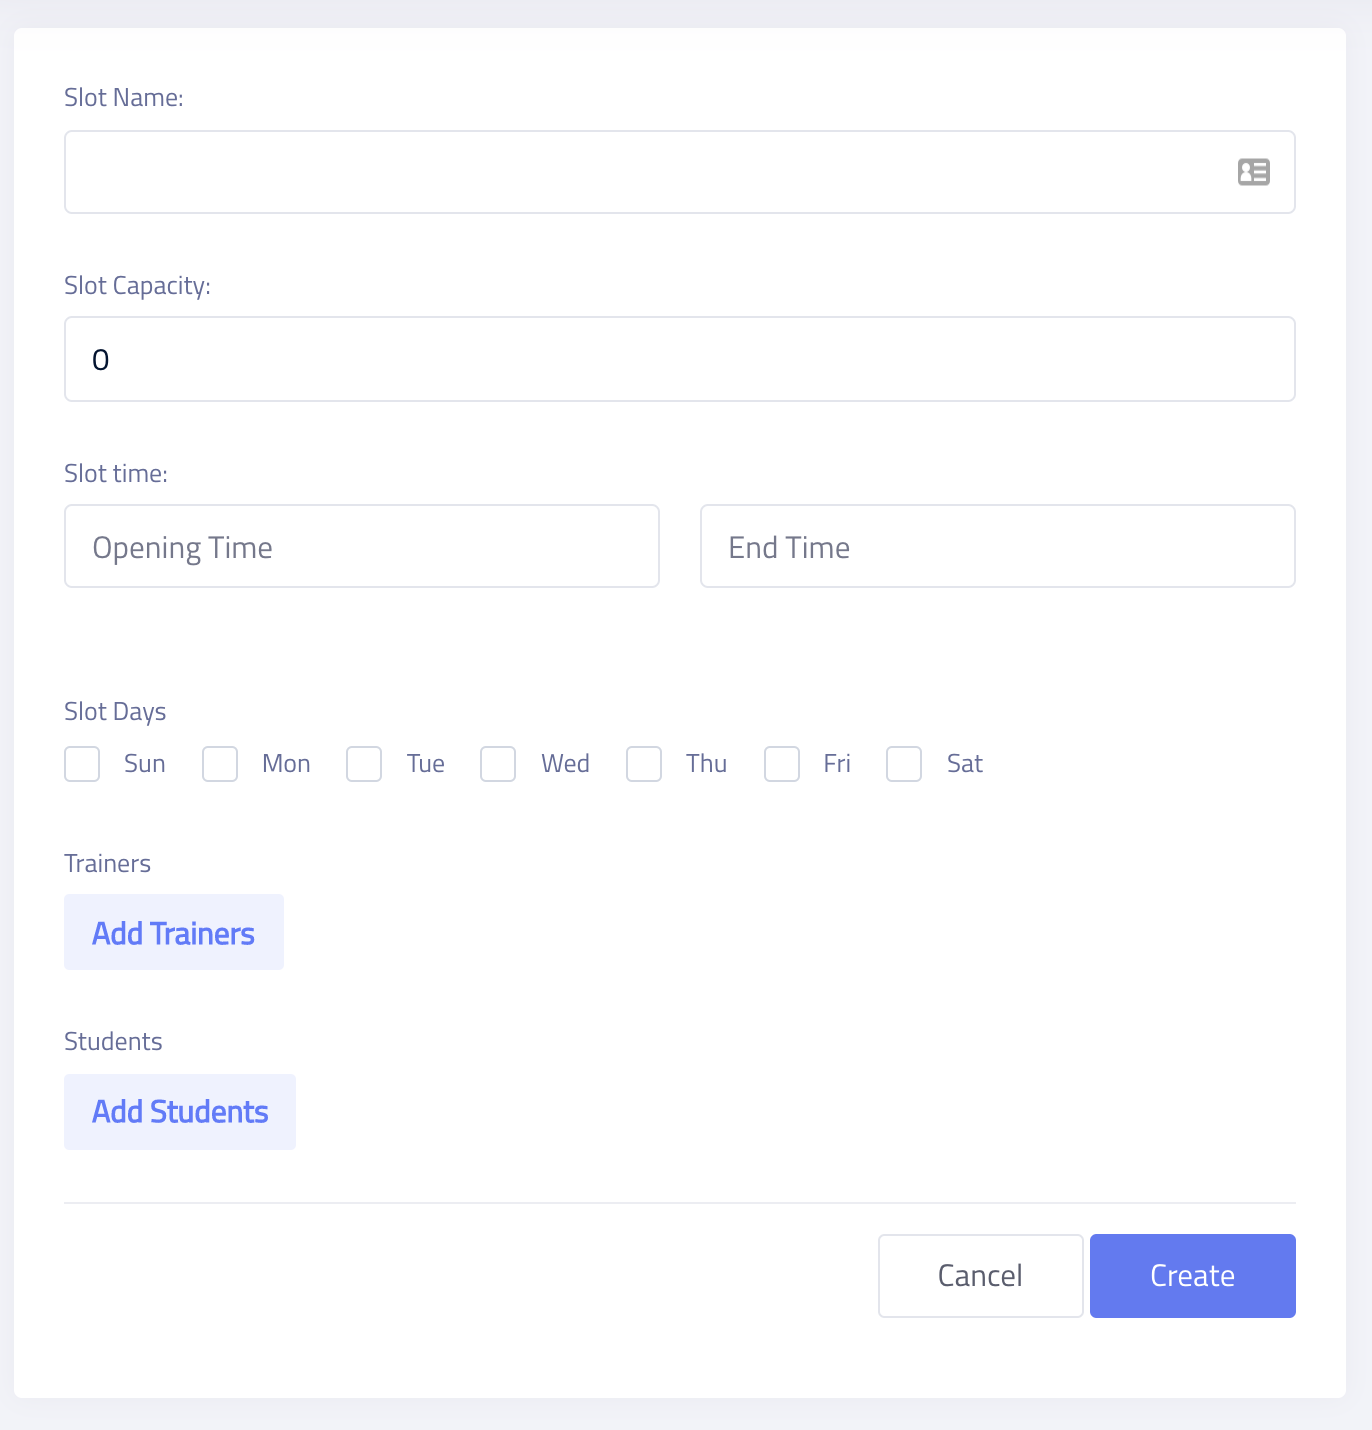 Slot Name:
Slot Capacity:
0
Slot time:
Opening Time End Time
Slot Days
Sun Mon Tue Wed Thu Fri Sat
Trainers
Add Trainers
Students
Add Students
Cancel Create